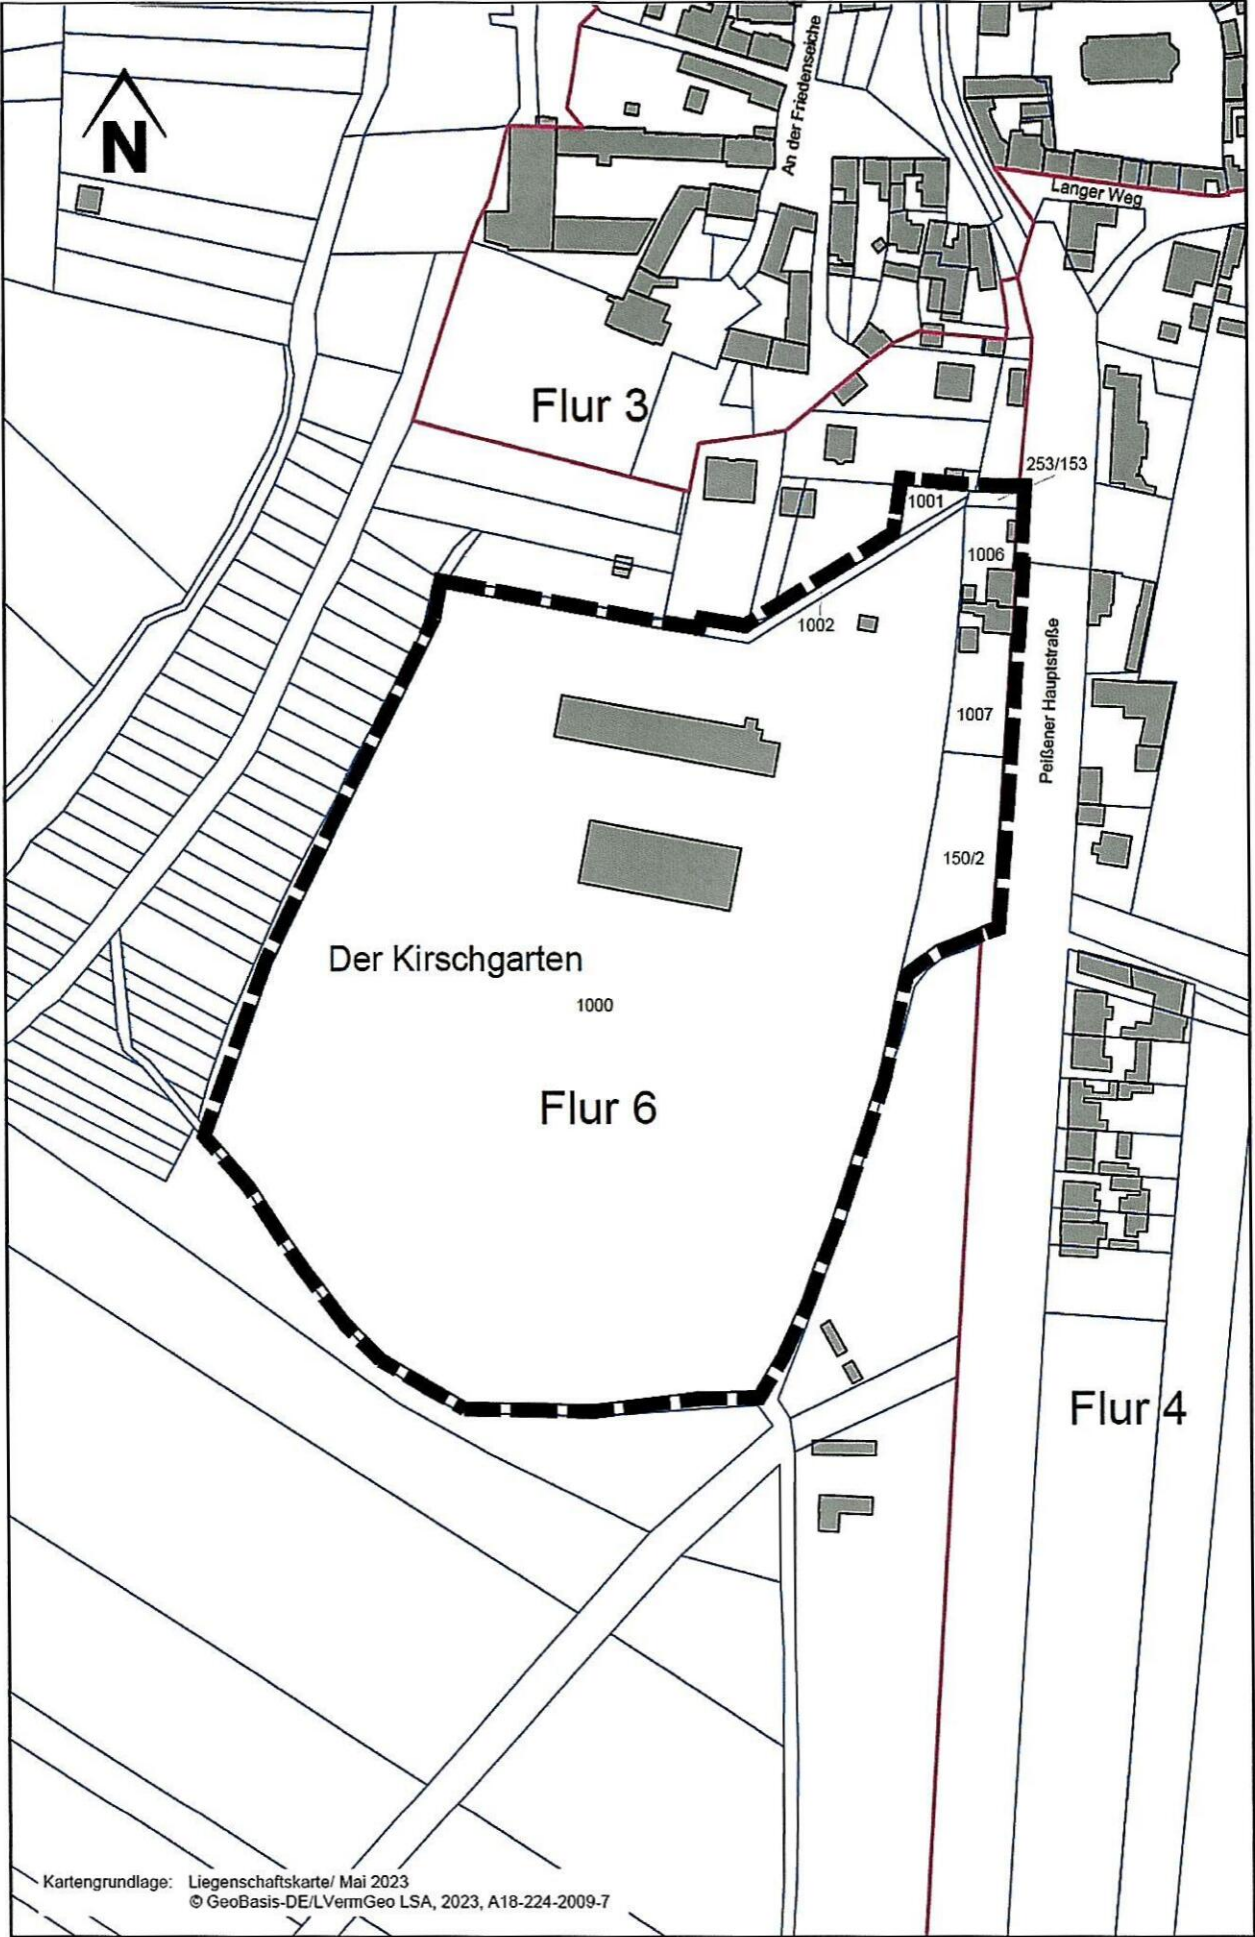 An der Friedenseiche
N
Langer Weg
Flur 3
253/153
1001
1006
1002
Peißener Hauptstraße
1007
150/2
Der Kirschgarten
1000
Flur 6
Flur 4
Kartengrundlage: Liegenschaftskarte/ Mai 2023
© GeoBasis-DE/LVermGeo LSA, 2023, A18-224-2009-7